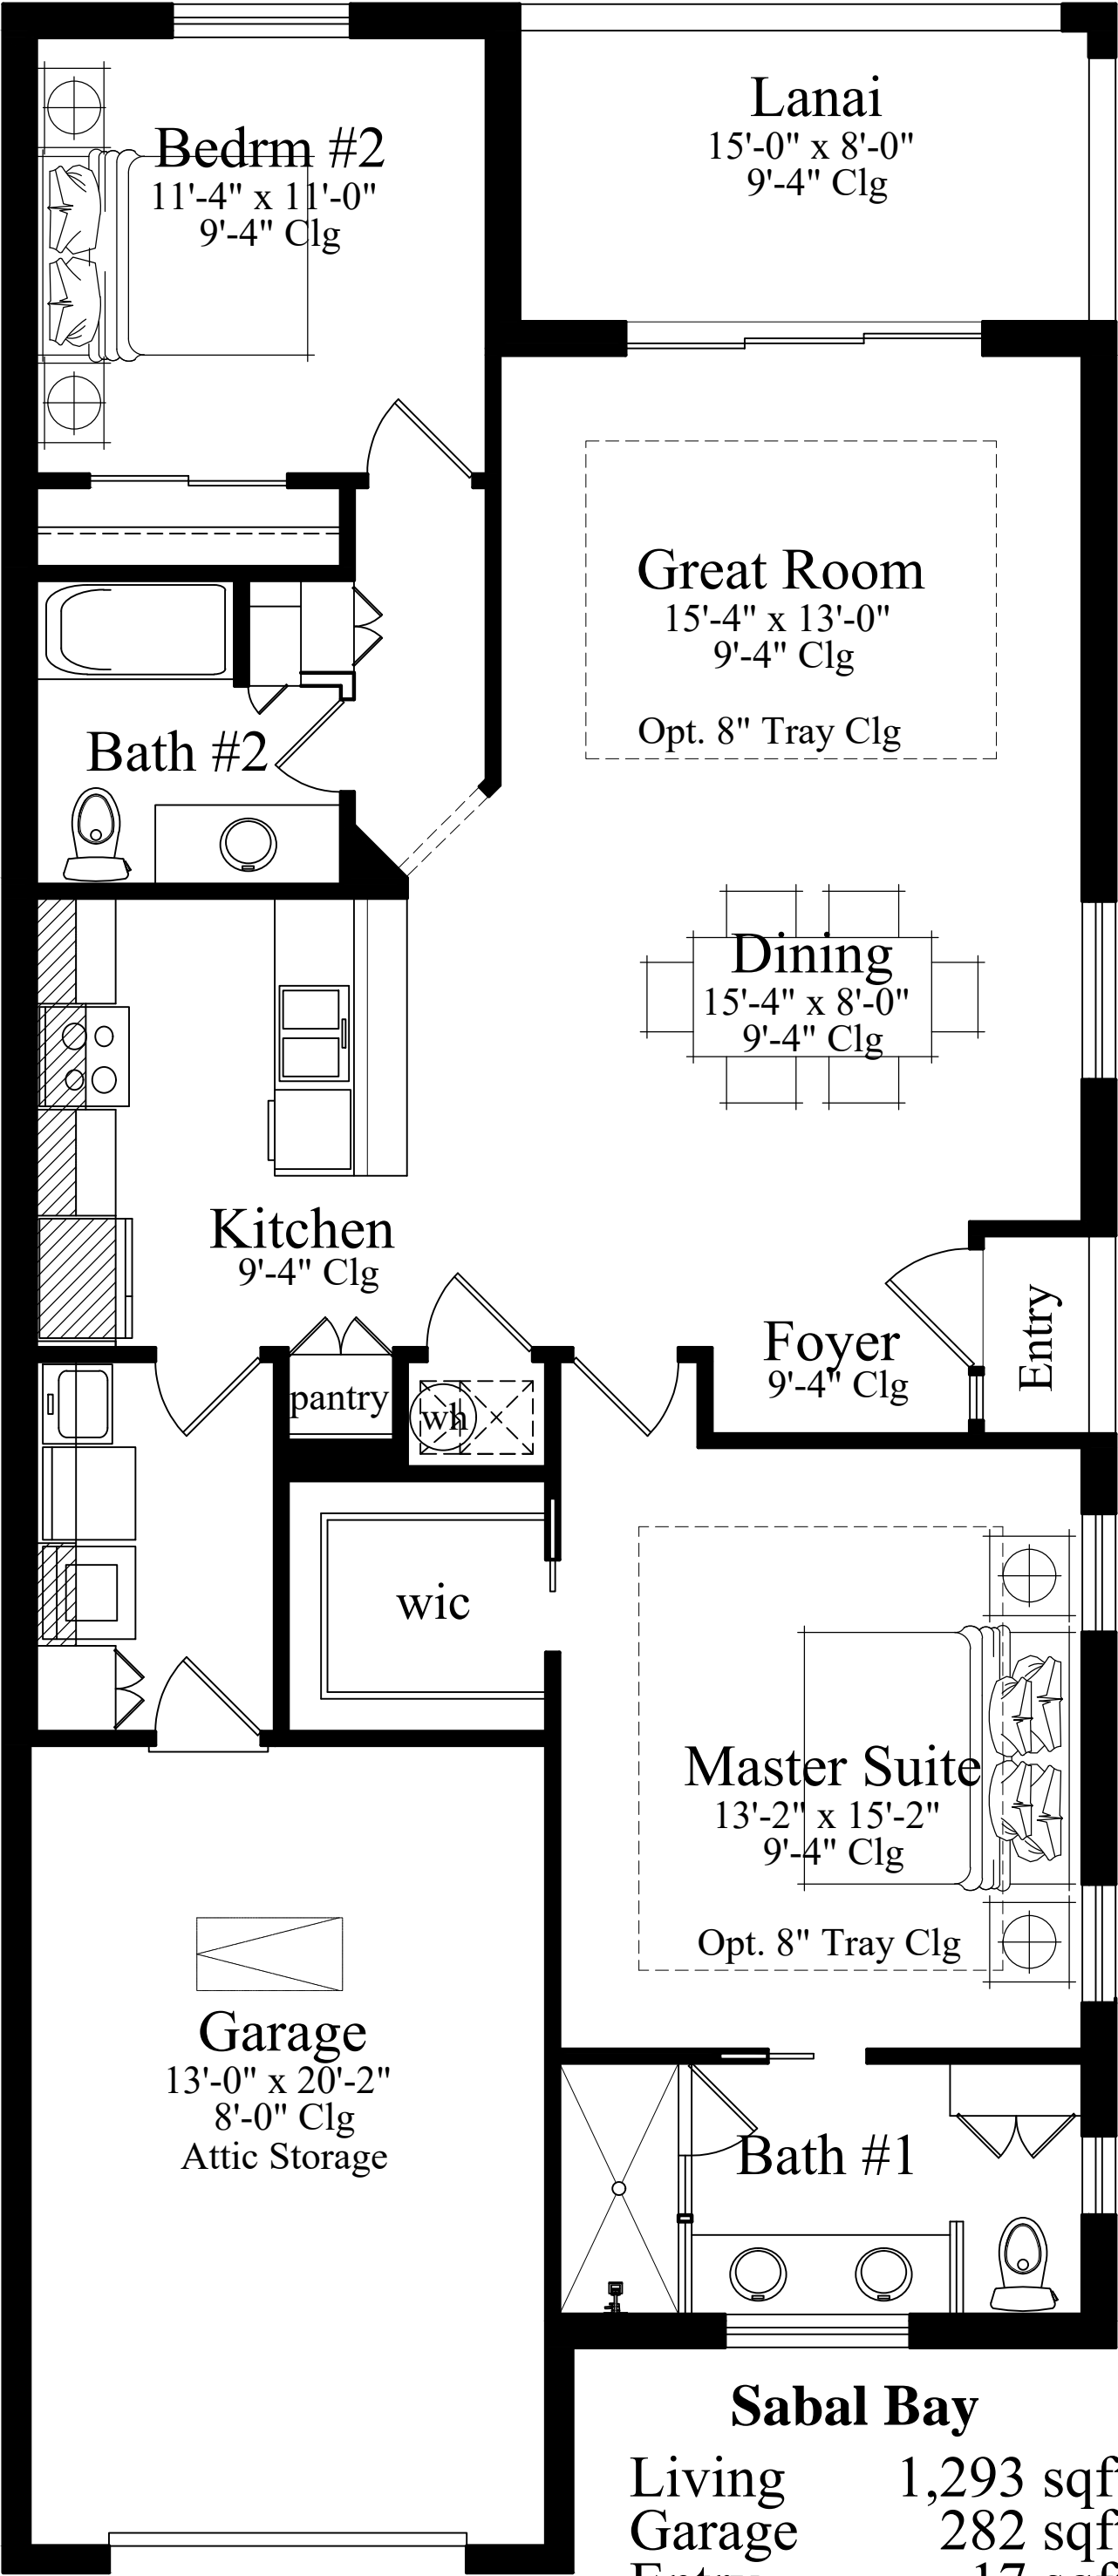 Bedrm #2
11'-4" x 11'-0"
9'-4" Clg
Lanai
15'-0" x 8'-0"
9'-4" Clg
Great Room
15'-4" x 13'-0"
9'-4" Clg
Opt. 8" Tray Clg
Bath #2
Dining
15'-4" x 8'-0"
9'-4" Clg
Kitchen
9'-4" Clg
Foyer
9'-4" Clg
Entry
pantry
wh
wic
Master Suite
13'-2" x 15'-2"
9'-4" Clg
Opt. 8" Tray Clg
Garage
13'-0" x 20'-2"
8'-0" Clg
Attic Storage
Bath #1
Sabal Bay
Living 1,293 sqf
Garage 282 sqf
Entry 17 sqf